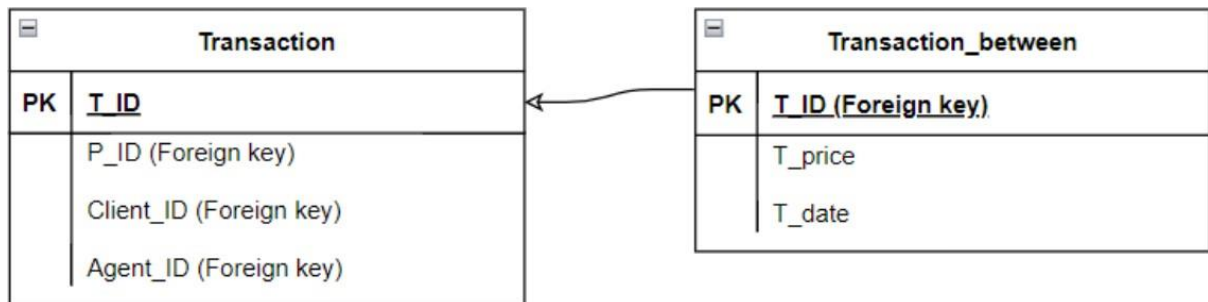 Transaction
PK T_ID
P_ID (Foreign key)
Client_ID (Foreign key)
Agent_ID (Foreign key)
Transaction_between
PK T_ID (Foreign key)
T_price
T_date